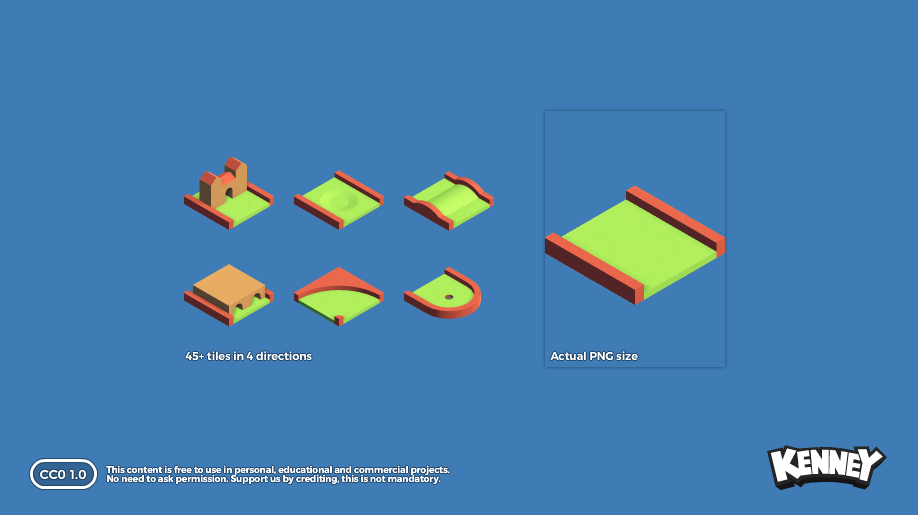 45+ tiles in 4 directions
Actual PNG size
CC0 1.0
This content is free to use in personal, educational and commercial projects.
No need to ask permission. Support us by crediting, this is not mandatory.
KENNEY